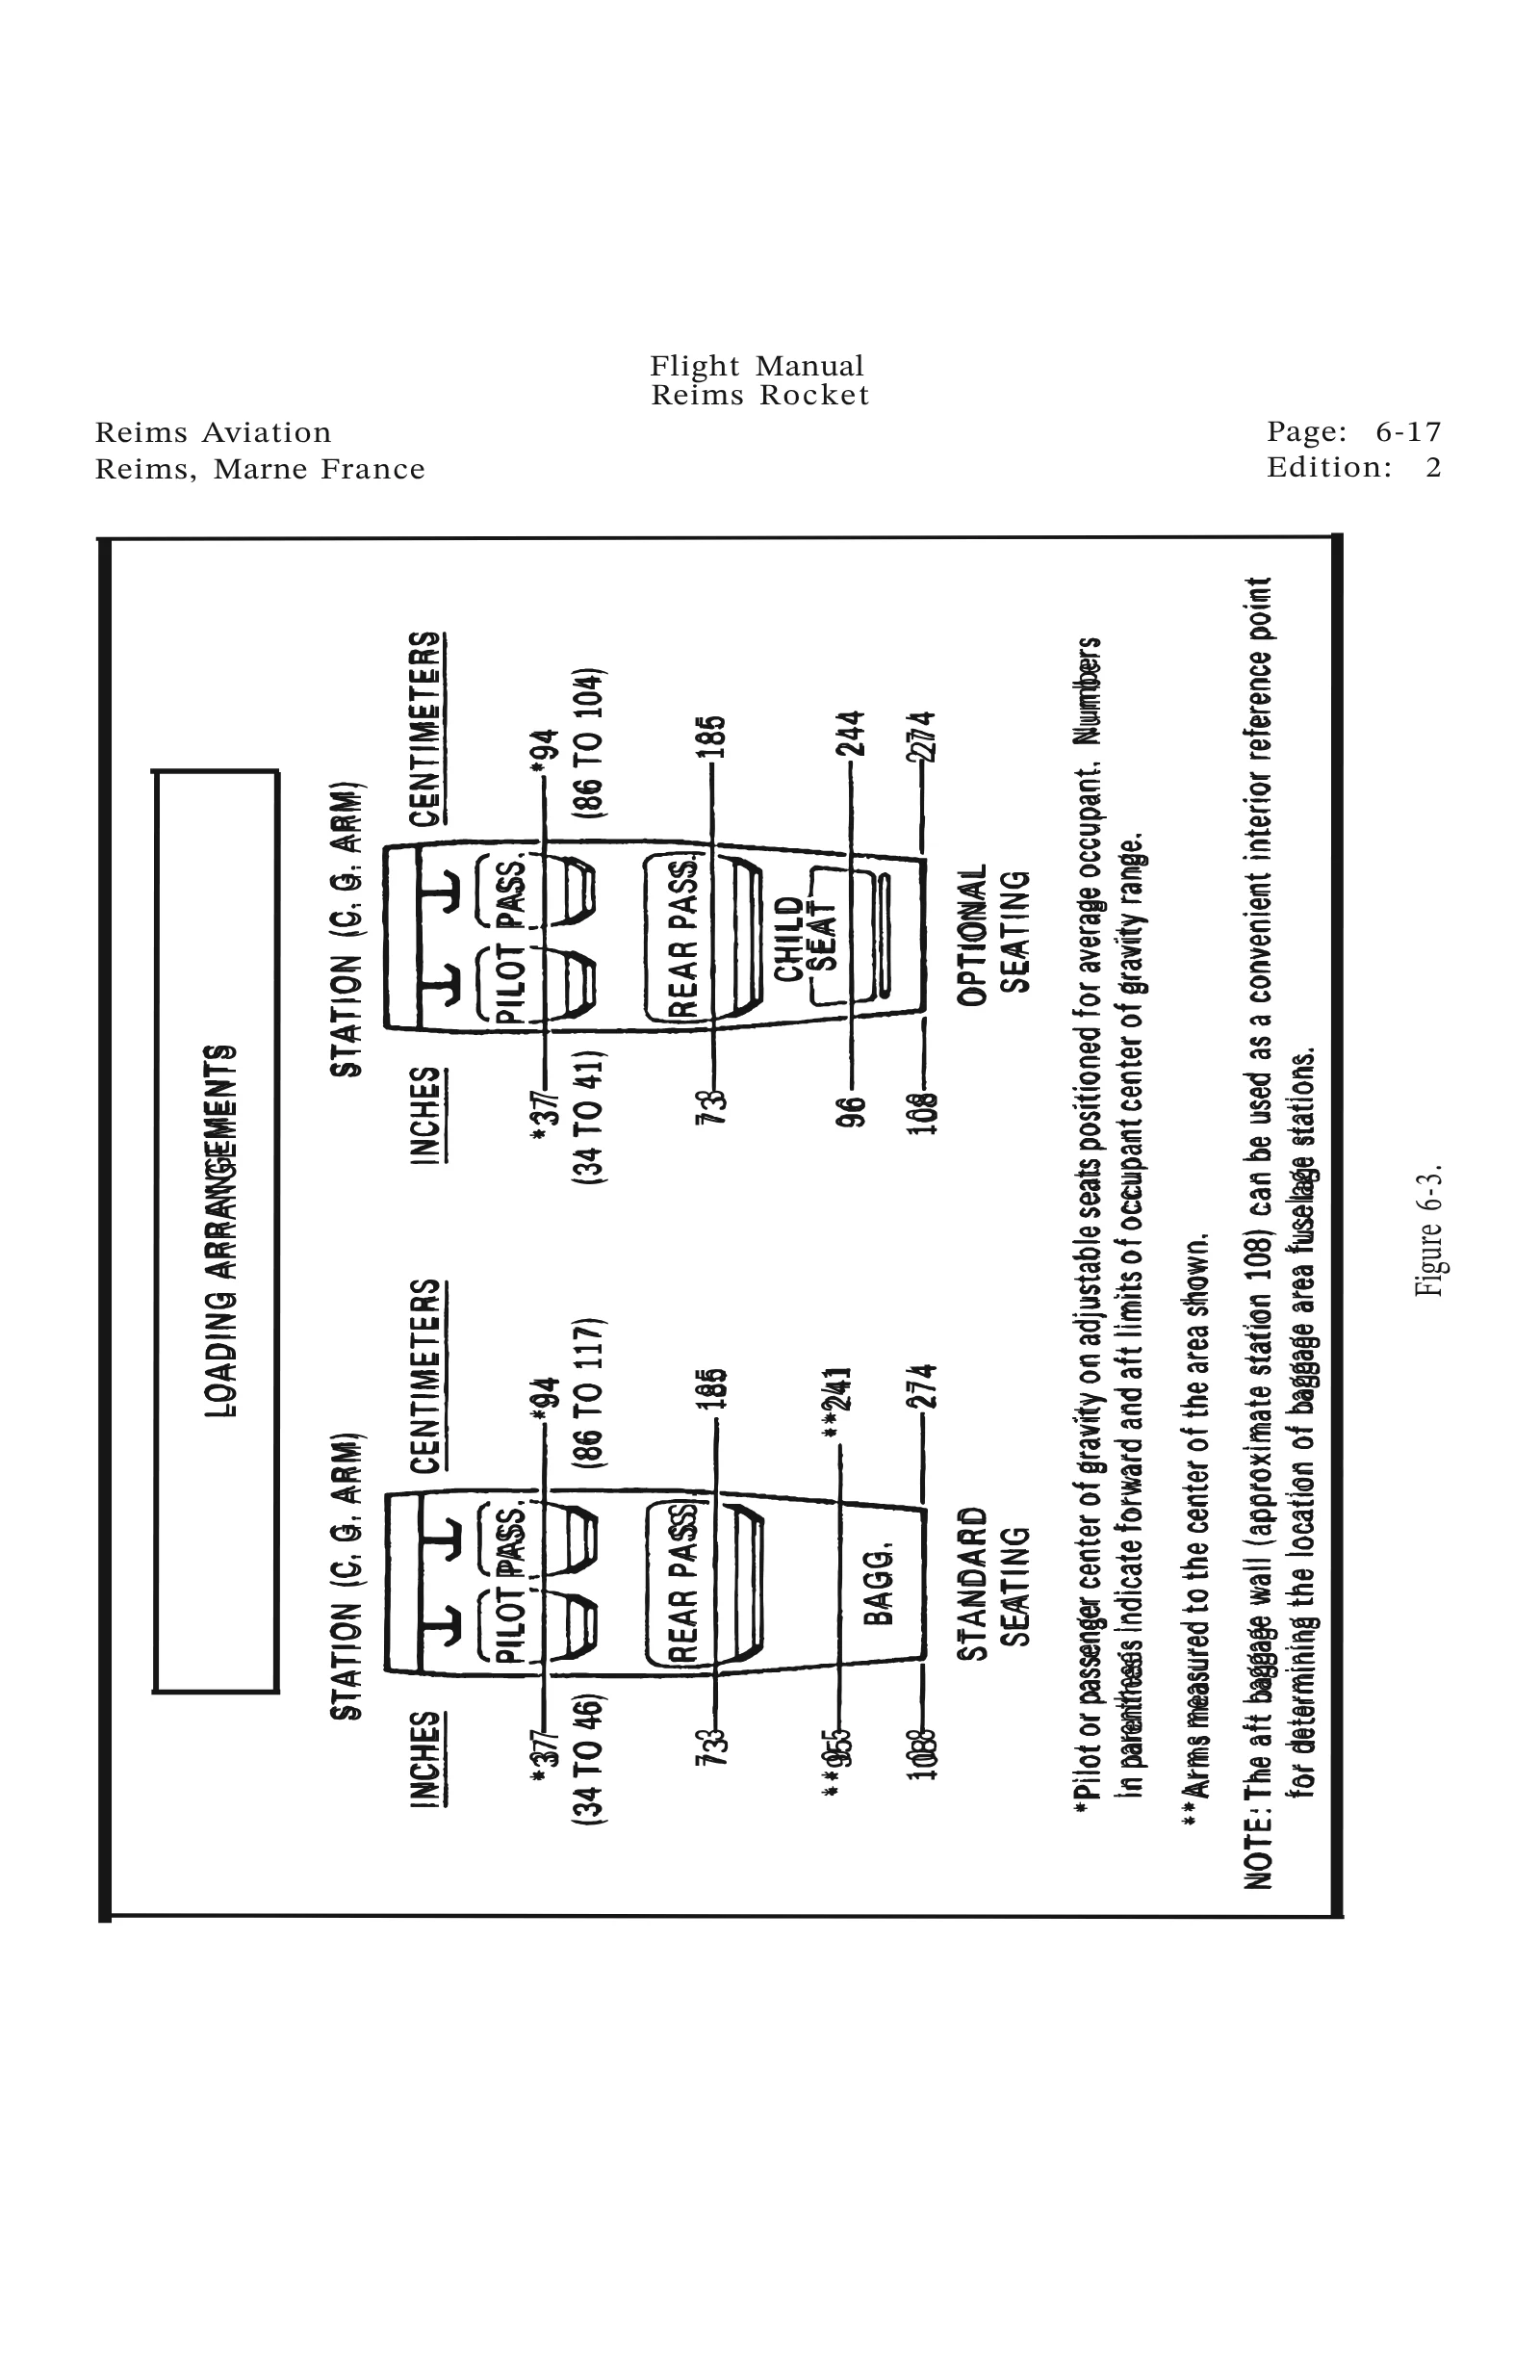 Flight Manual
Reims Rocket
Reims Aviation
Reims, Marne France
Page: 6-17
Edition: 2
LOADING ARRANGEMENTS
STATION (C. G. ARM)
INCHES
CENTIMETERS
*37
*94
(34 TO 46)
(86 TO 117)
PILOT
PASS.
73
185
REAR PASS.
**95
**241
BAGG.
108
274
STANDARD
SEATING
STATION (C. G. ARM)
INCHES
CENTIMETERS
*37
*94
(34 TO 41)
(86 TO 104)
PILOT
PASS.
73
185
REAR PASS.
CHILD
SEAT
96
244
108
274
OPTIONAL
SEATING
*Pilot or passenger center of gravity on adjustable seats positioned for average occupant. Numbers
in parentheses indicate forward and aft limits of occupant center of gravity range.
**Arms measured to the center of the area shown.
NOTE: The aft baggage wall (approximate station 108) can be used as a convenient interior reference point
for determining the location of baggage area fuselage stations.
Figure 6-3.